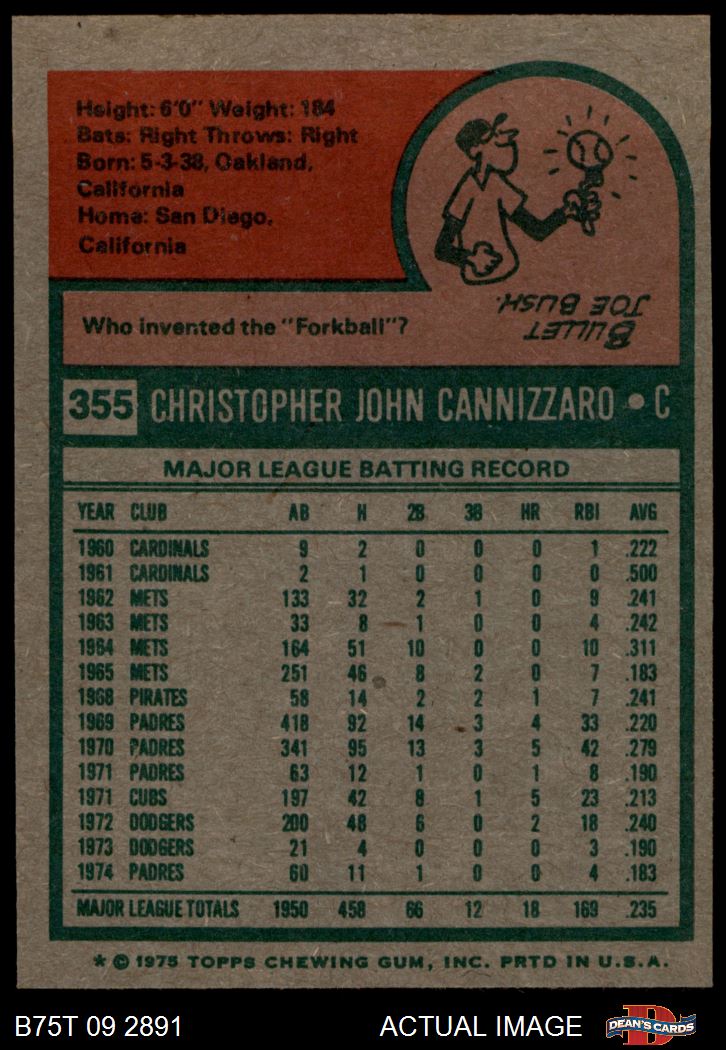 Height: 6'0" Weight: 184
Bats: Right Throws: Right
Born: 5-3-38, Oakland,
California
Home: San Diego,
California
Who invented the "Forkball"?
BULLET
JOE BUSH.
355 CHRISTOPHER JOHN CANNIZZARO • C
MAJOR LEAGUE BATTING RECORD
YEAR CLUB AB H 2B 3B HR RBI AVG
1960 CARDINALS 9 2 0 0 0 1 .222
1961 CARDINALS 2 1 0 0 0 0 .500
1962 METS 133 32 2 1 0 9 .241
1963 METS 33 8 1 0 0 4 .242
1964 METS 164 51 10 0 0 10 .311
1965 METS 251 46 8 2 0 7 .183
1968 PIRATES 58 14 2 2 1 7 .241
1969 PADRES 418 92 14 3 4 33 .220
1970 PADRES 341 95 13 3 5 42 .279
1971 PADRES 63 12 1 0 1 8 .190
1971 CUBS 197 42 8 1 5 23 .213
1972 DODGERS 200 48 6 0 2 18 .240
1973 DODGERS 21 4 0 0 0 3 .190
1974 PADRES 60 11 1 0 0 4 .183
MAJOR LEAGUE TOTALS 1950 458 66 12 18 169 .235
* © 1975 TOPPS CHEWING GUM, INC. PRTD IN U.S.A.
B75T 09 2891 ACTUAL IMAGE
D
DEAN'S CARDS